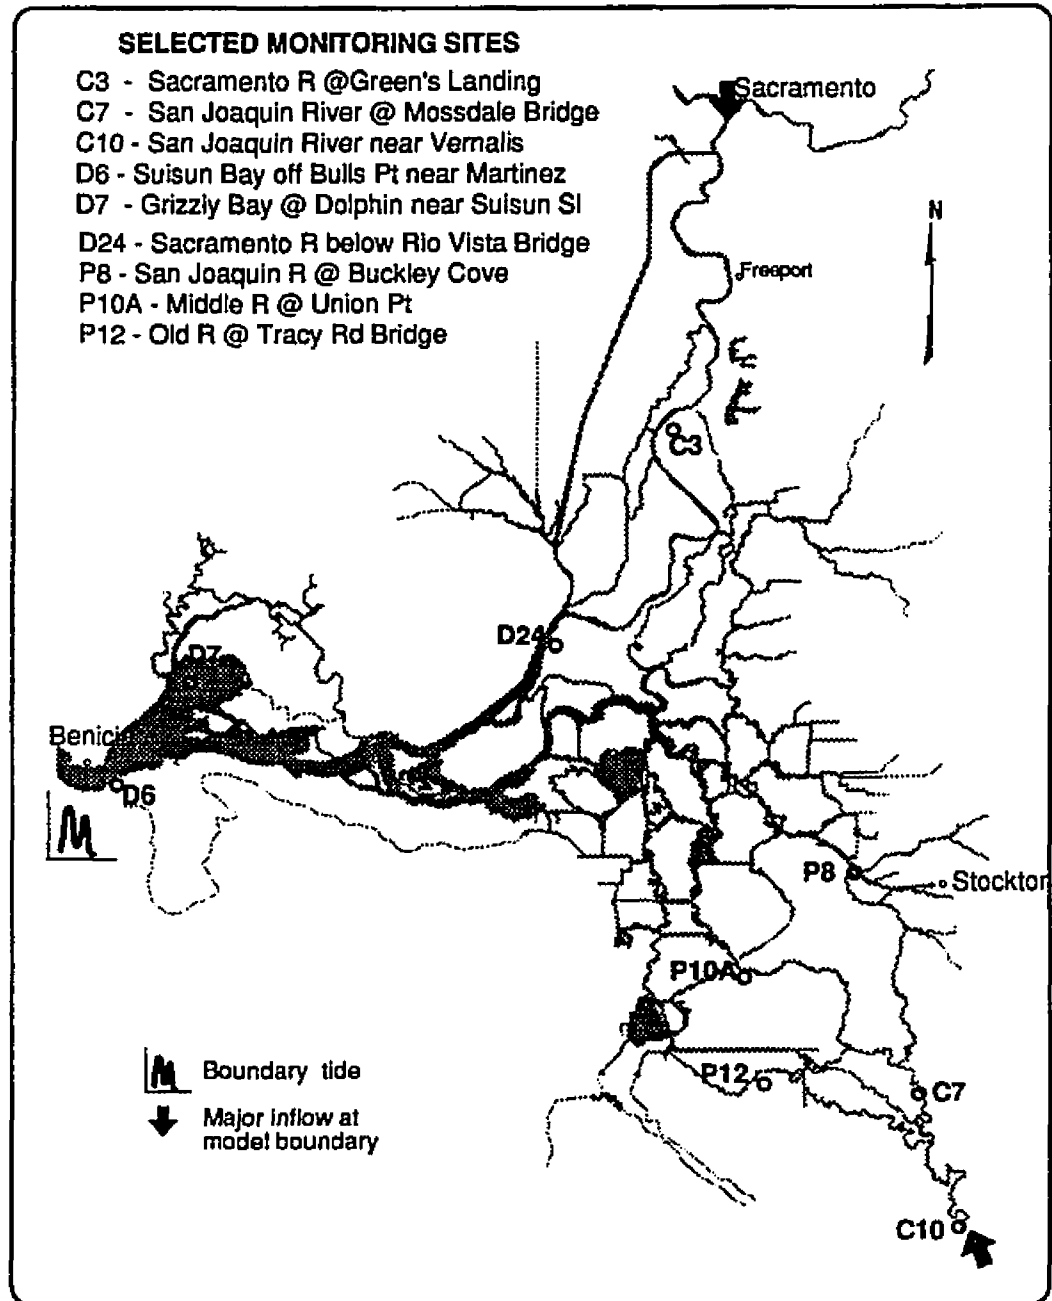 SELECTED MONITORING SITES
C3 - Sacramento R @Green's Landing
C7 - San Joaquin River @ Mossdale Bridge
C10 - San Joaquin River near Vernalis
D6 - Suisun Bay off Bulls Pt near Martinez
D7 - Grizzly Bay @ Dolphin near Suisun Sl
D24 - Sacramento R below Rio Vista Bridge
P8 - San Joaquin R @ Buckley Cove
P10A - Middle R @ Union Pt
P12 - Old R @ Tracy Rd Bridge
Sacramento
N
Freeport
C3
D24
D7
Benicia
D6
P8
Stockton
P10A
P12
C7
C10
Boundary tide
Major inflow at
model boundary